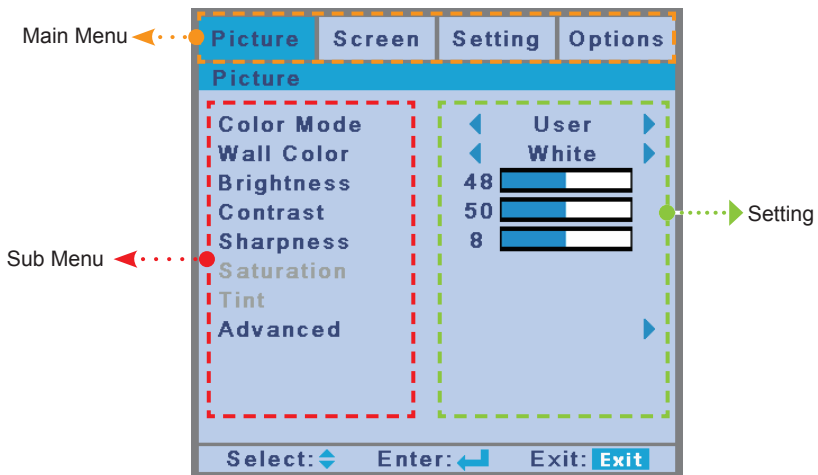 Main Menu
Picture Screen Setting Options
Picture
Color Mode User
Wall Color White
Brightness 48
Contrast 50
Sharpness 8
Saturation
Tint
Advanced
Sub Menu
Setting
Select: Enter: Exit: Exit